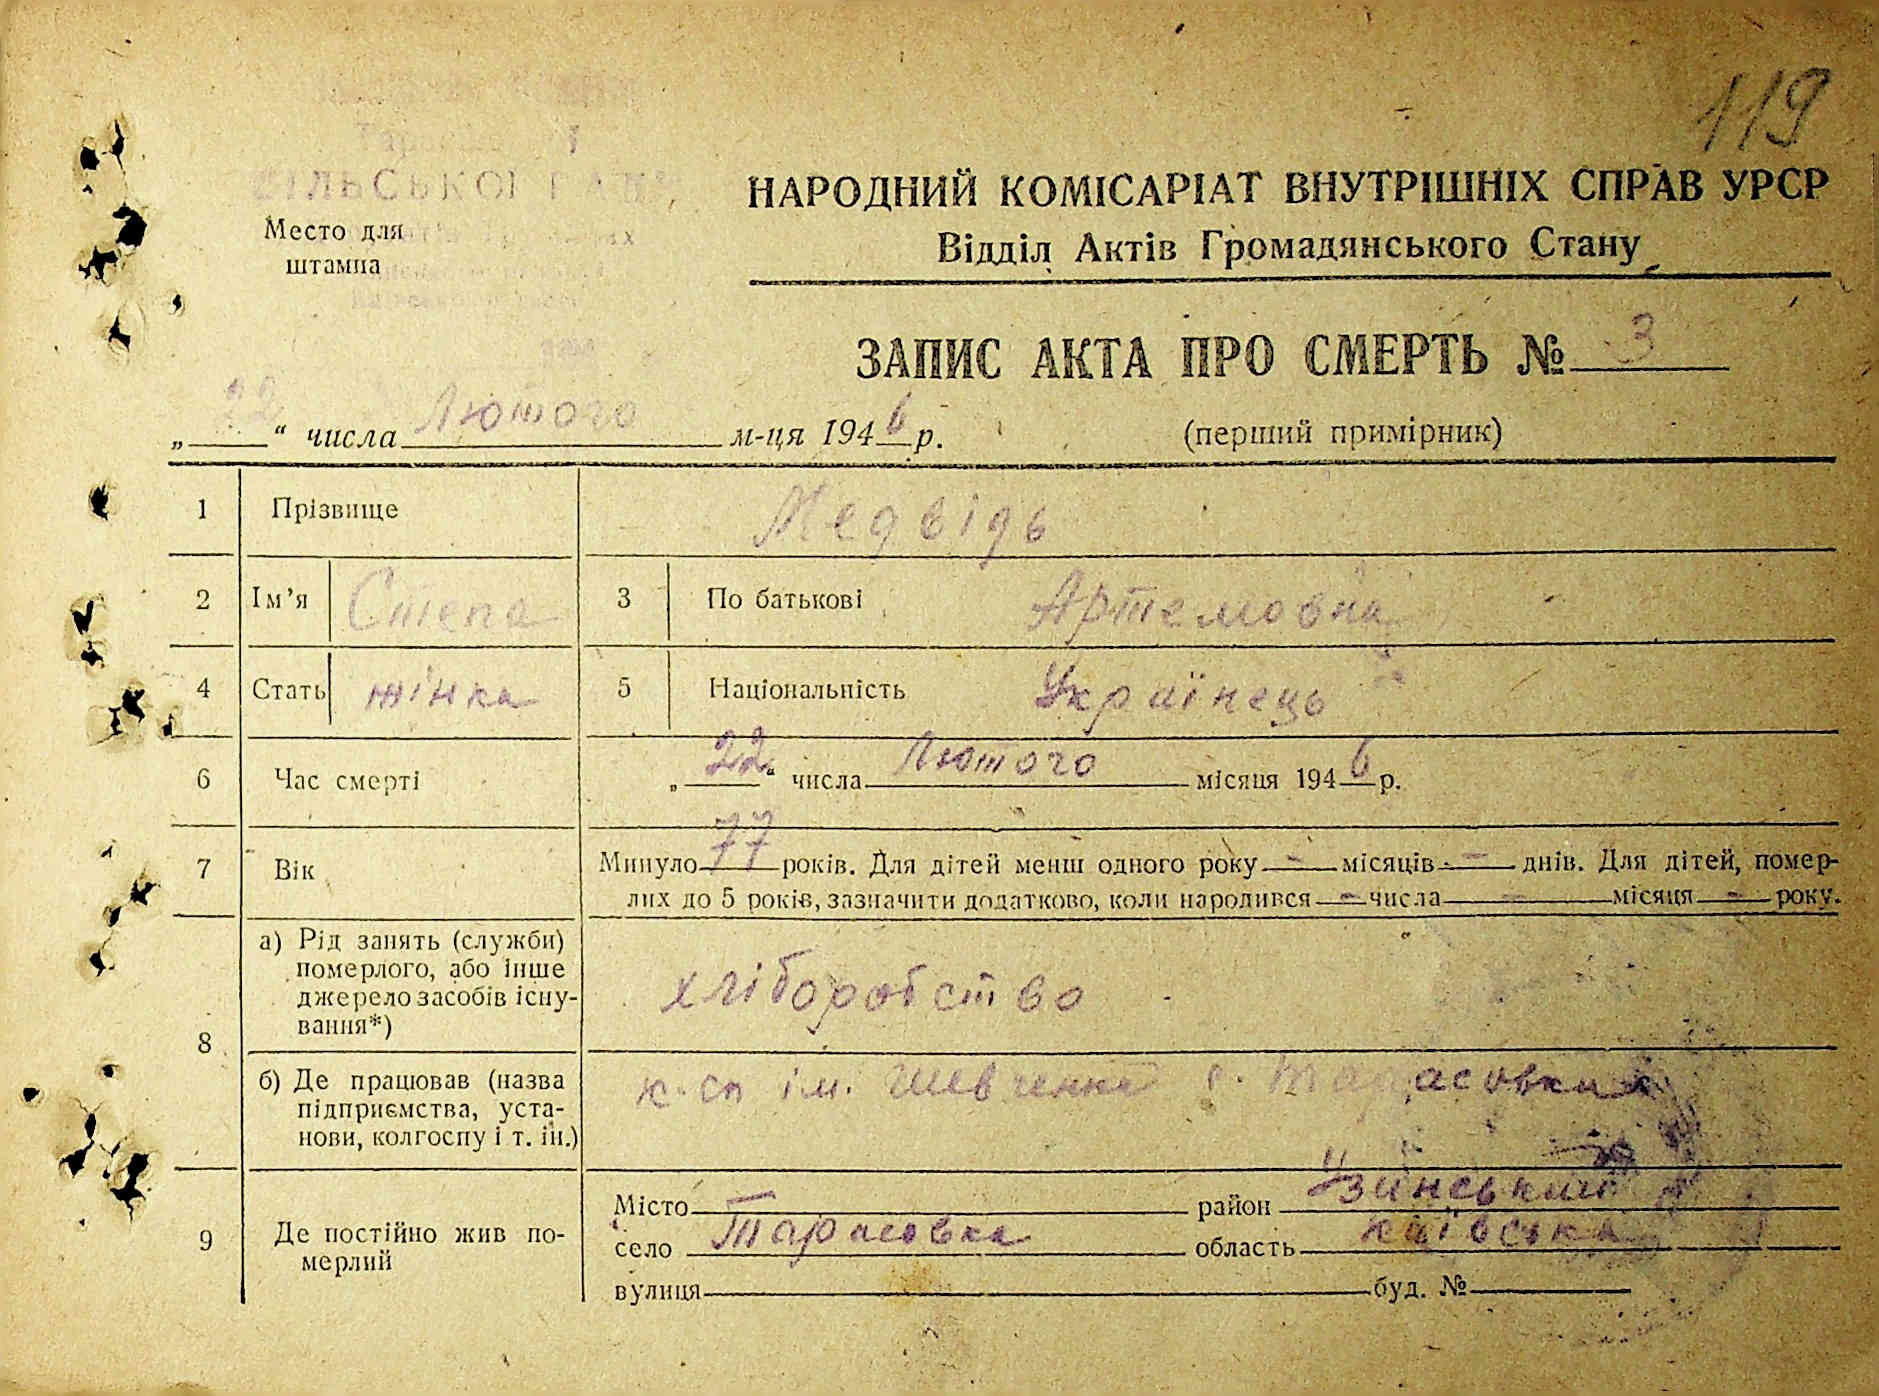 119
СІЛЬСЬКОЇ РАДИ
Место для
штампа
НАРОДНИЙ КОМІСАРІАТ ВНУТРІШНІХ СПРАВ УРСР
Відділ Актів Громадянського Стану
ЗАПИС АКТА ПРО СМЕРТЬ № 3
„22“ числа Лютого м-ця 1946 р. (перший примірник)
1 Прізвище Медвідь
2 Ім’я Степа 3 По батькові Артемовна
4 Стать жінка 5 Національність Українець
6 Час смерті „22“ числа Лютого місяця 1946 р.
7 Вік Минуло 77 років. Для дітей менш одного року — місяців — днів. Для дітей, помер-
лих до 5 років, зазначити додатково, коли народився — числа — місяця — року.
8 а) Рід занять (служби)
померлого, або інше
джерело засобів існу-
вання*)
хліборобство
б) Де працював (назва
підприємства, уста-
нови, колгоспу і т. ін.)
к.сп ім. Шевченка с. Тарасовка
9 Де постійно жив по-
мерлий
Місто район Узинський
село Тарасовка область київська
вулиця буд. №